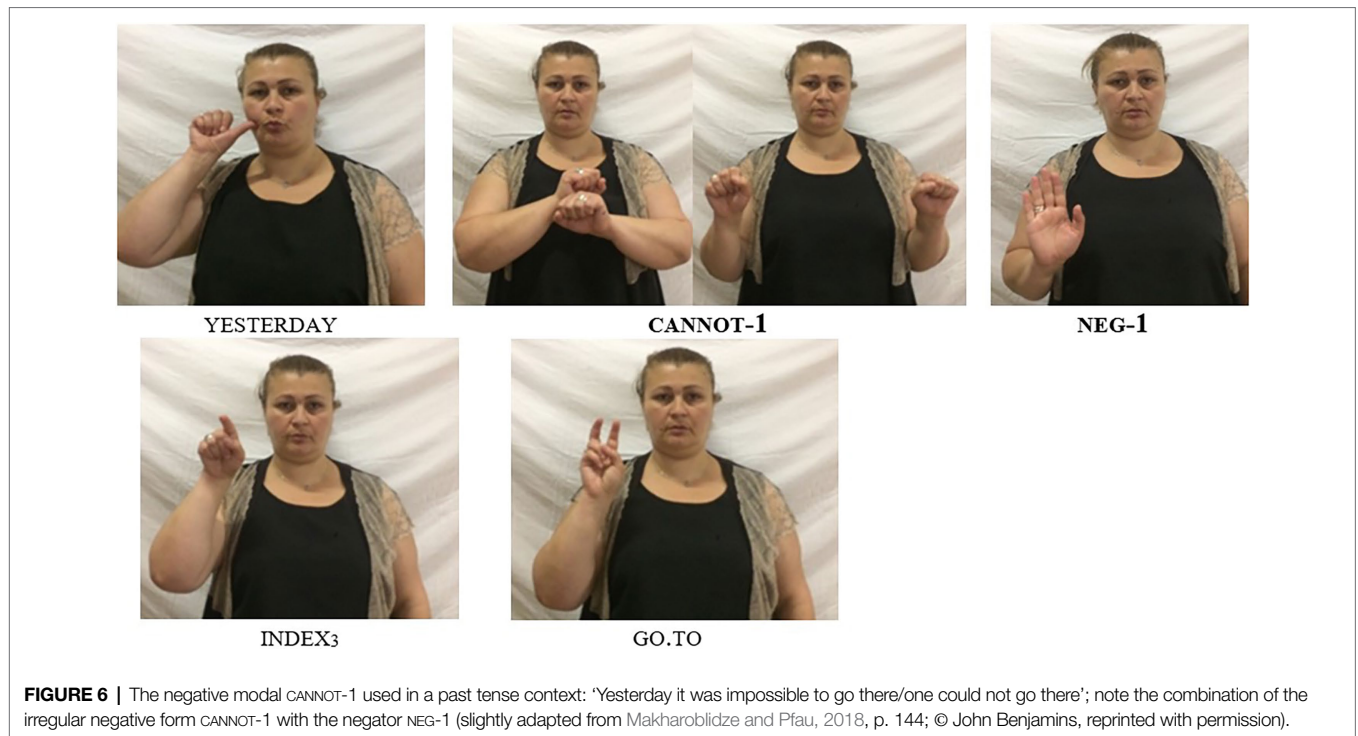 YESTERDAY CANNOT-1 NEG-1
INDEX3 GO.TO
FIGURE 6 | The negative modal CANNOT-1 used in a past tense context: ‘Yesterday it was impossible to go there/one could not go there’; note the combination of the
irregular negative form CANNOT-1 with the negator NEG-1 (slightly adapted from Makharoblidze and Pfau, 2018, p. 144; © John Benjamins, reprinted with permission).